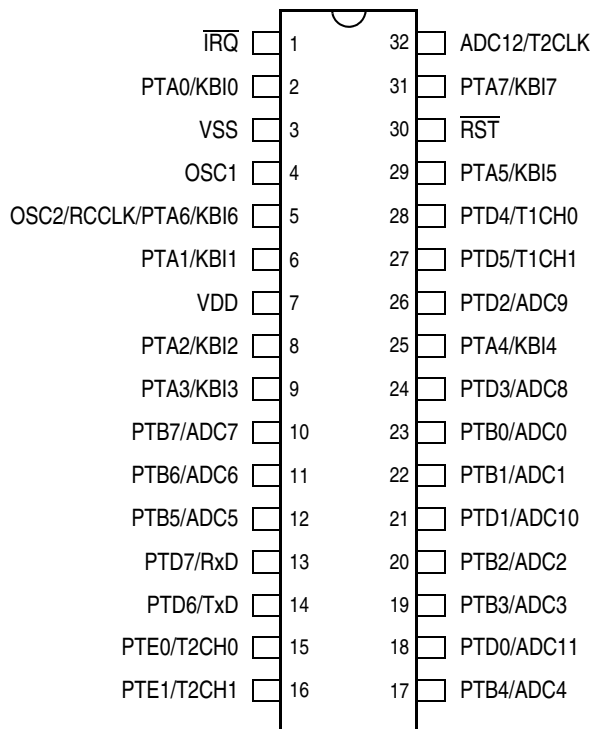 IRQ 1 32 ADC12/T2CLK
PTA0/KBI0 2 31 PTA7/KBI7
VSS 3 30 RST
OSC1 4 29 PTA5/KBI5
OSC2/RCCLK/PTA6/KBI6 5 28 PTD4/T1CH0
PTA1/KBI1 6 27 PTD5/T1CH1
VDD 7 26 PTD2/ADC9
PTA2/KBI2 8 25 PTA4/KBI4
PTA3/KBI3 9 24 PTD3/ADC8
PTB7/ADC7 10 23 PTB0/ADC0
PTB6/ADC6 11 22 PTB1/ADC1
PTB5/ADC5 12 21 PTD1/ADC10
PTD7/RxD 13 20 PTB2/ADC2
PTD6/TxD 14 19 PTB3/ADC3
PTE0/T2CH0 15 18 PTD0/ADC11
PTE1/T2CH1 16 17 PTB4/ADC4